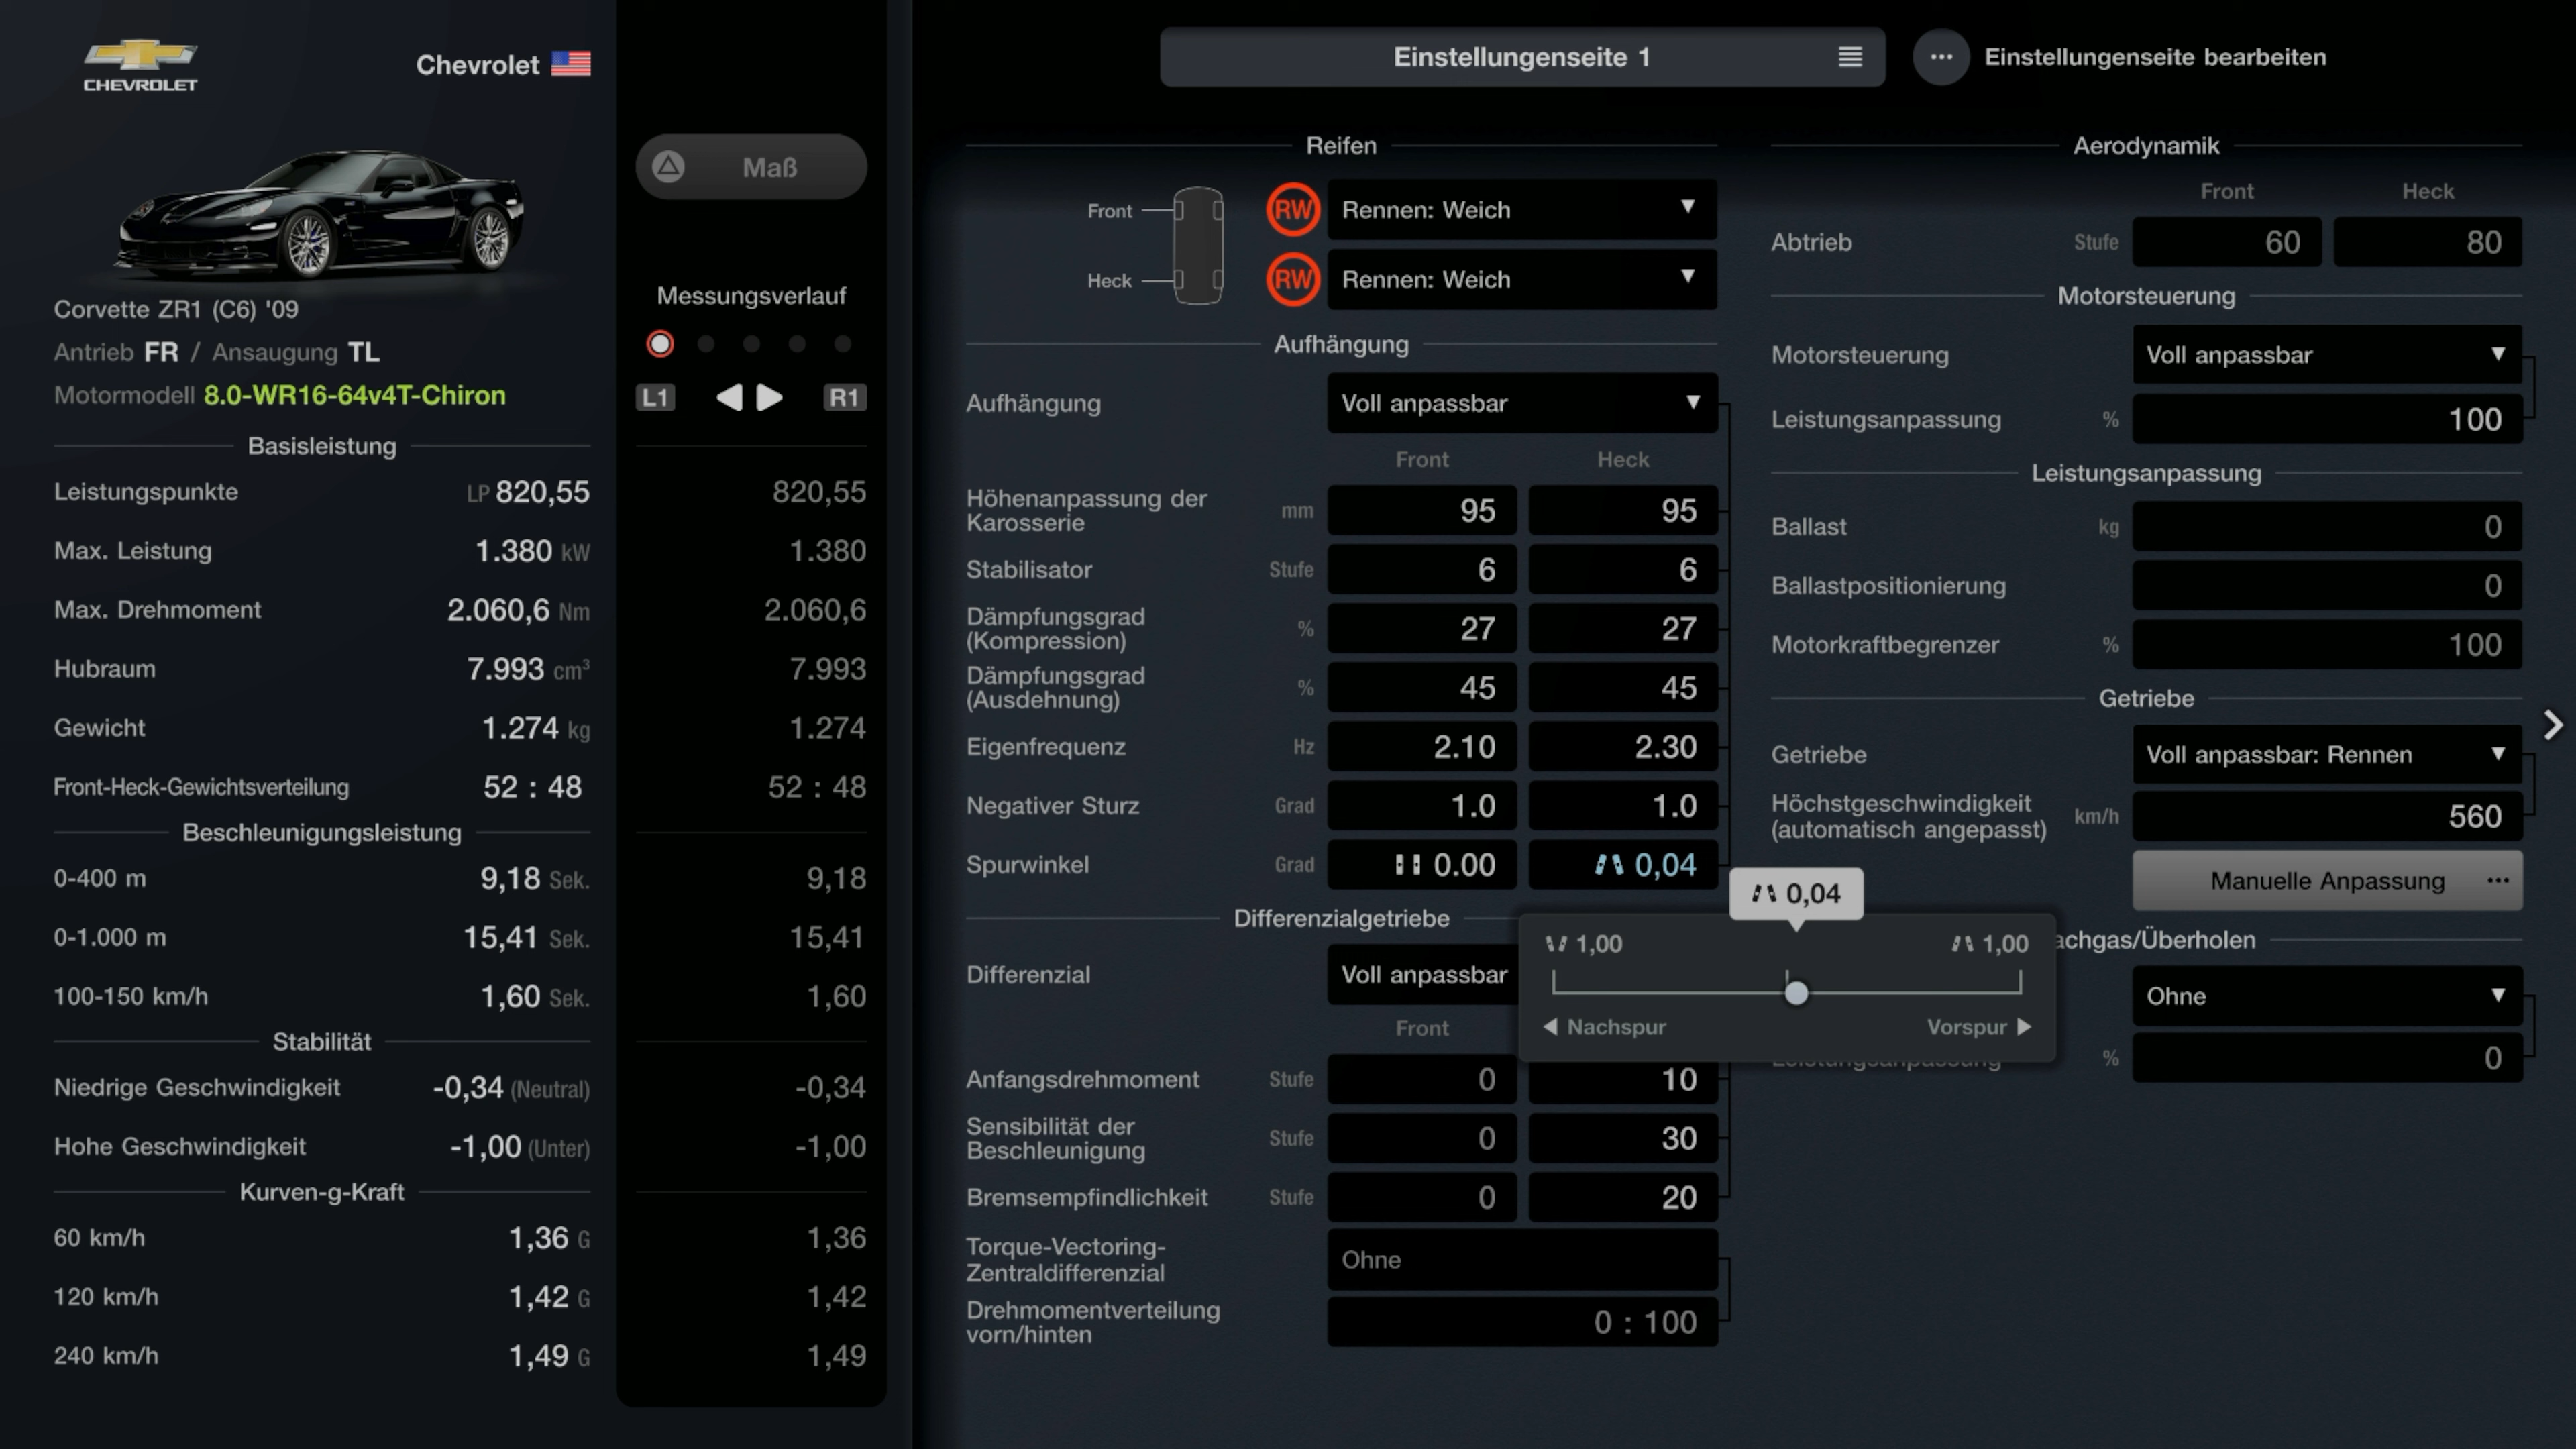 CHEVROLET
Chevrolet
Corvette ZR1 (C6) '09
Antrieb FR / Ansaugung TL
Motormodell 8.0-WR16-64v4T-Chiron
Basisleistung
Leistungspunkte LP 820,55
Max. Leistung 1.380 kW
Max. Drehmoment 2.060,6 Nm
Hubraum 7.993 cm³
Gewicht 1.274 kg
Front-Heck-Gewichtsverteilung 52 : 48
Beschleunigungsleistung
0-400 m 9,18 Sek.
0-1.000 m 15,41 Sek.
100-150 km/h 1,60 Sek.
Stabilität
Niedrige Geschwindigkeit -0,34 (Neutral)
Hohe Geschwindigkeit -1,00 (Unter)
Kurven-g-Kraft
60 km/h 1,36 G
120 km/h 1,42 G
240 km/h 1,49 G
Maß
Messungsverlauf
L1 R1
820,55
1.380
2.060,6
7.993
1.274
52 : 48
9,18
15,41
1,60
-0,34
-1,00
1,36
1,42
1,49
Einstellungenseite 1
Einstellungenseite bearbeiten
Reifen
Front RW Rennen: Weich
Heck RW Rennen: Weich
Aufhängung
Aufhängung Voll anpassbar
Front Heck
Höhenanpassung der
Karosserie mm 95 95
Stabilisator Stufe 6 6
Dämpfungsgrad
(Kompression) % 27 27
Dämpfungsgrad
(Ausdehnung) % 45 45
Eigenfrequenz Hz 2.10 2.30
Negativer Sturz Grad 1.0 1.0
Spurwinkel Grad 0.00 0,04
Differenzialgetriebe
Differenzial Voll anpassbar
Front
Anfangsdrehmoment Stufe 0 10
Sensibilität der
Beschleunigung Stufe 0 30
Bremsempfindlichkeit Stufe 0 20
Torque-Vectoring-
Zentraldifferenzial Ohne
Drehmomentverteilung
vorn/hinten 0 : 100
0,04
1,00 1,00
Nachspur Vorspur
Aerodynamik
Front Heck
Abtrieb Stufe 60 80
Motorsteuerung
Motorsteuerung Voll anpassbar
Leistungsanpassung % 100
Leistungsanpassung
Ballast kg 0
Ballastpositionierung 0
Motorkraftbegrenzer % 100
Getriebe
Getriebe Voll anpassbar: Rennen
Höchstgeschwindigkeit
(automatisch angepasst) km/h 560
Manuelle Anpassung
achgas/Überholen
Ohne
% 0